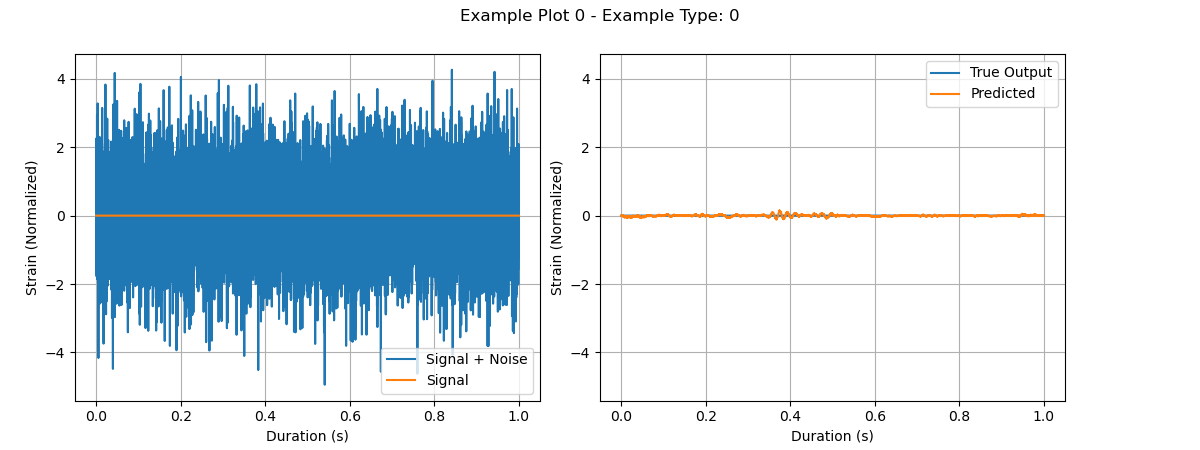 Example Plot 0 - Example Type: 0
Strain (Normalized)
4
2
0
−2
−4
0.0 0.2 0.4 0.6 0.8 1.0
Duration (s)
Signal + Noise
Signal
Strain (Normalized)
4
2
0
−2
−4
0.0 0.2 0.4 0.6 0.8 1.0
Duration (s)
True Output
Predicted